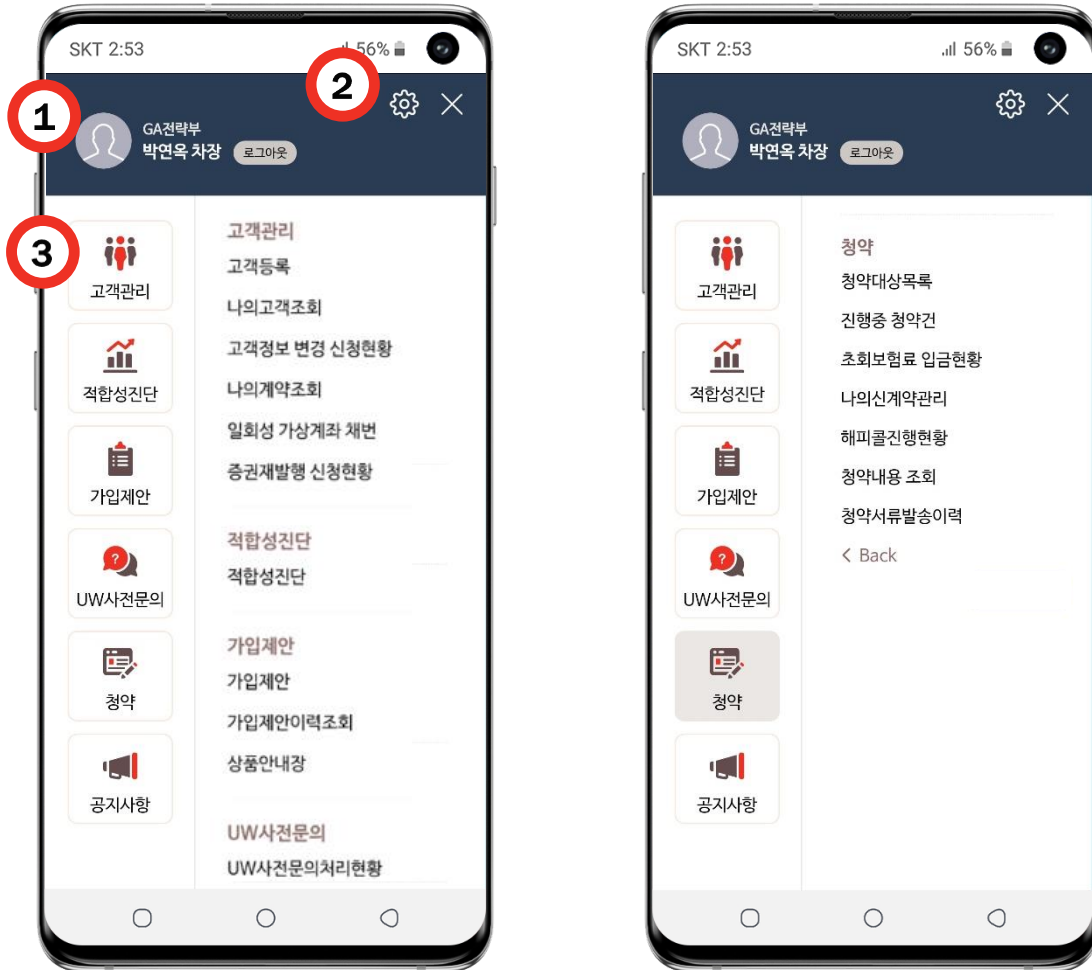 SKT 2:53
56%
1
2
GA전략부
박연옥 차장
로그아웃
3
고객관리
적합성진단
가입제안
UW사전문의
청약
공지사항
고객관리
고객등록
나의고객조회
고객정보 변경 신청현황
나의계약조회
일회성 가상계좌 채번
증권재발행 신청현황
적합성진단
적합성진단
가입제안
가입제안
가입제안이력조회
상품안내장
UW사전문의
UW사전문의처리현황
SKT 2:53
56%
GA전략부
박연옥 차장
로그아웃
고객관리
적합성진단
가입제안
UW사전문의
청약
공지사항
청약
청약대상목록
진행중 청약건
초회보험료 입금현황
나의신계약관리
해피콜진행현황
청약내용 조회
청약서류발송이력
< Back